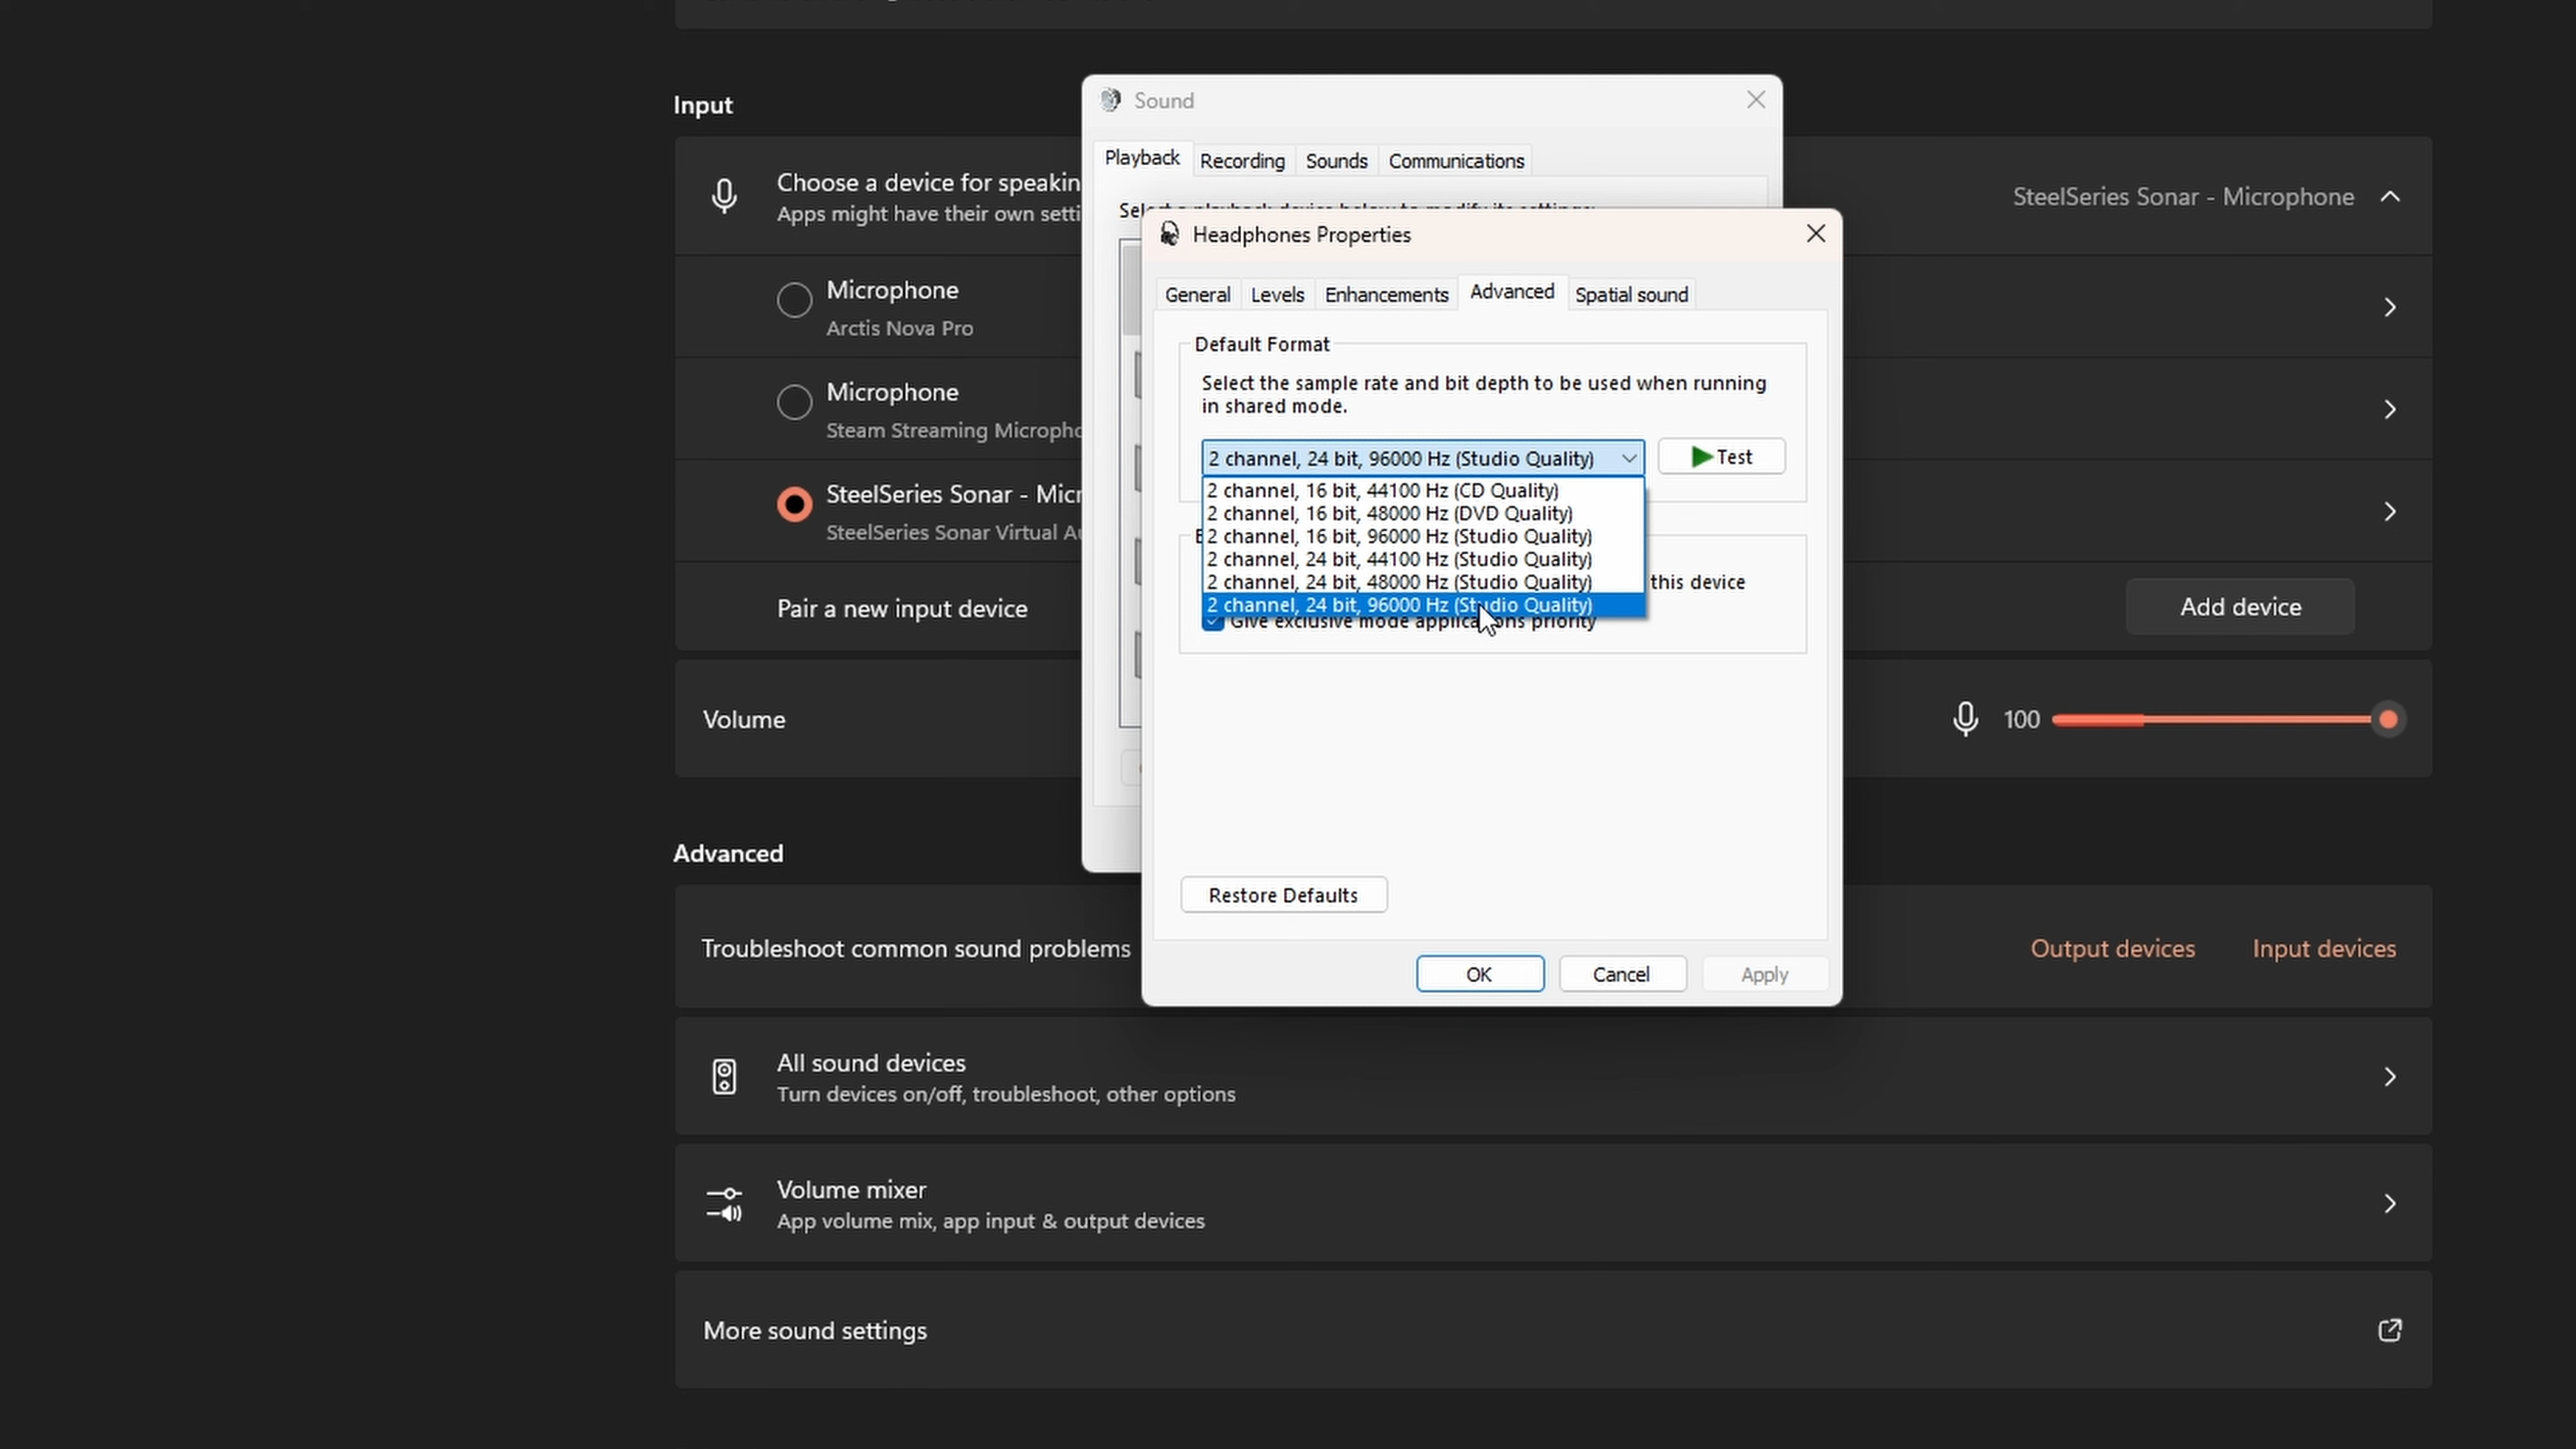 Input
Choose a device for speakin
Apps might have their own setti
SteelSeries Sonar - Microphone
Microphone
Arctis Nova Pro
Microphone
Steam Streaming Microph
SteelSeries Sonar - Micr
SteelSeries Sonar Virtual A
Pair a new input device
Add device
Volume
100
Advanced
Troubleshoot common sound problems
Output devices
Input devices
All sound devices
Turn devices on/off, troubleshoot, other options
Volume mixer
App volume mix, app input & output devices
More sound settings
Sound
Playback
Recording
Sounds
Communications
Headphones Properties
General
Levels
Enhancements
Advanced
Spatial sound
Default Format
Select the sample rate and bit depth to be used when running
in shared mode.
2 channel, 24 bit, 96000 Hz (Studio Quality)
Test
2 channel, 16 bit, 44100 Hz (CD Quality)
2 channel, 16 bit, 48000 Hz (DVD Quality)
2 channel, 16 bit, 96000 Hz (Studio Quality)
2 channel, 24 bit, 44100 Hz (Studio Quality)
2 channel, 24 bit, 48000 Hz (Studio Quality)
this device
2 channel, 24 bit, 96000 Hz (Studio Quality)
Give exclusive mode applications priority
Restore Defaults
OK
Cancel
Apply